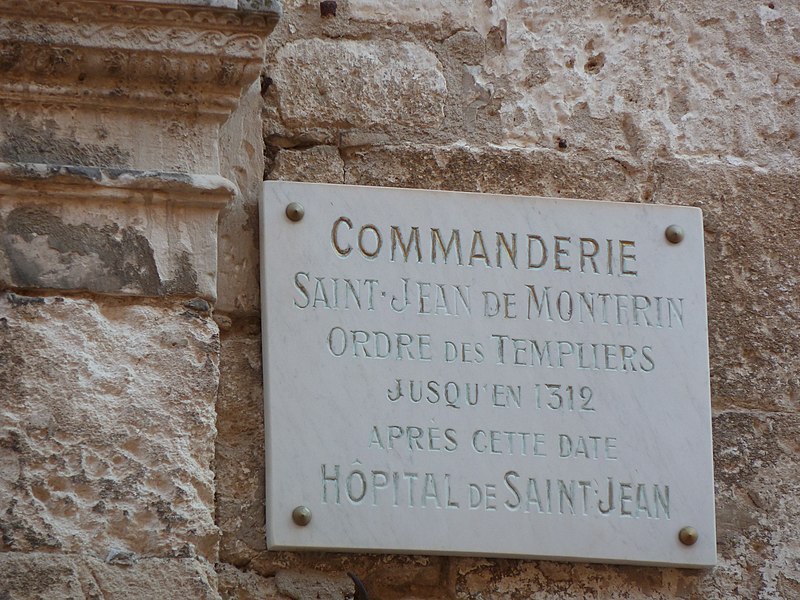 COMMANDERIE
SAINT-JEAN DE MONTFRIN
ORDRE DES TEMPLIERS
JUSQU'EN 1312
APRÈS CETTE DATE
HÔPITAL DE SAINT-JEAN